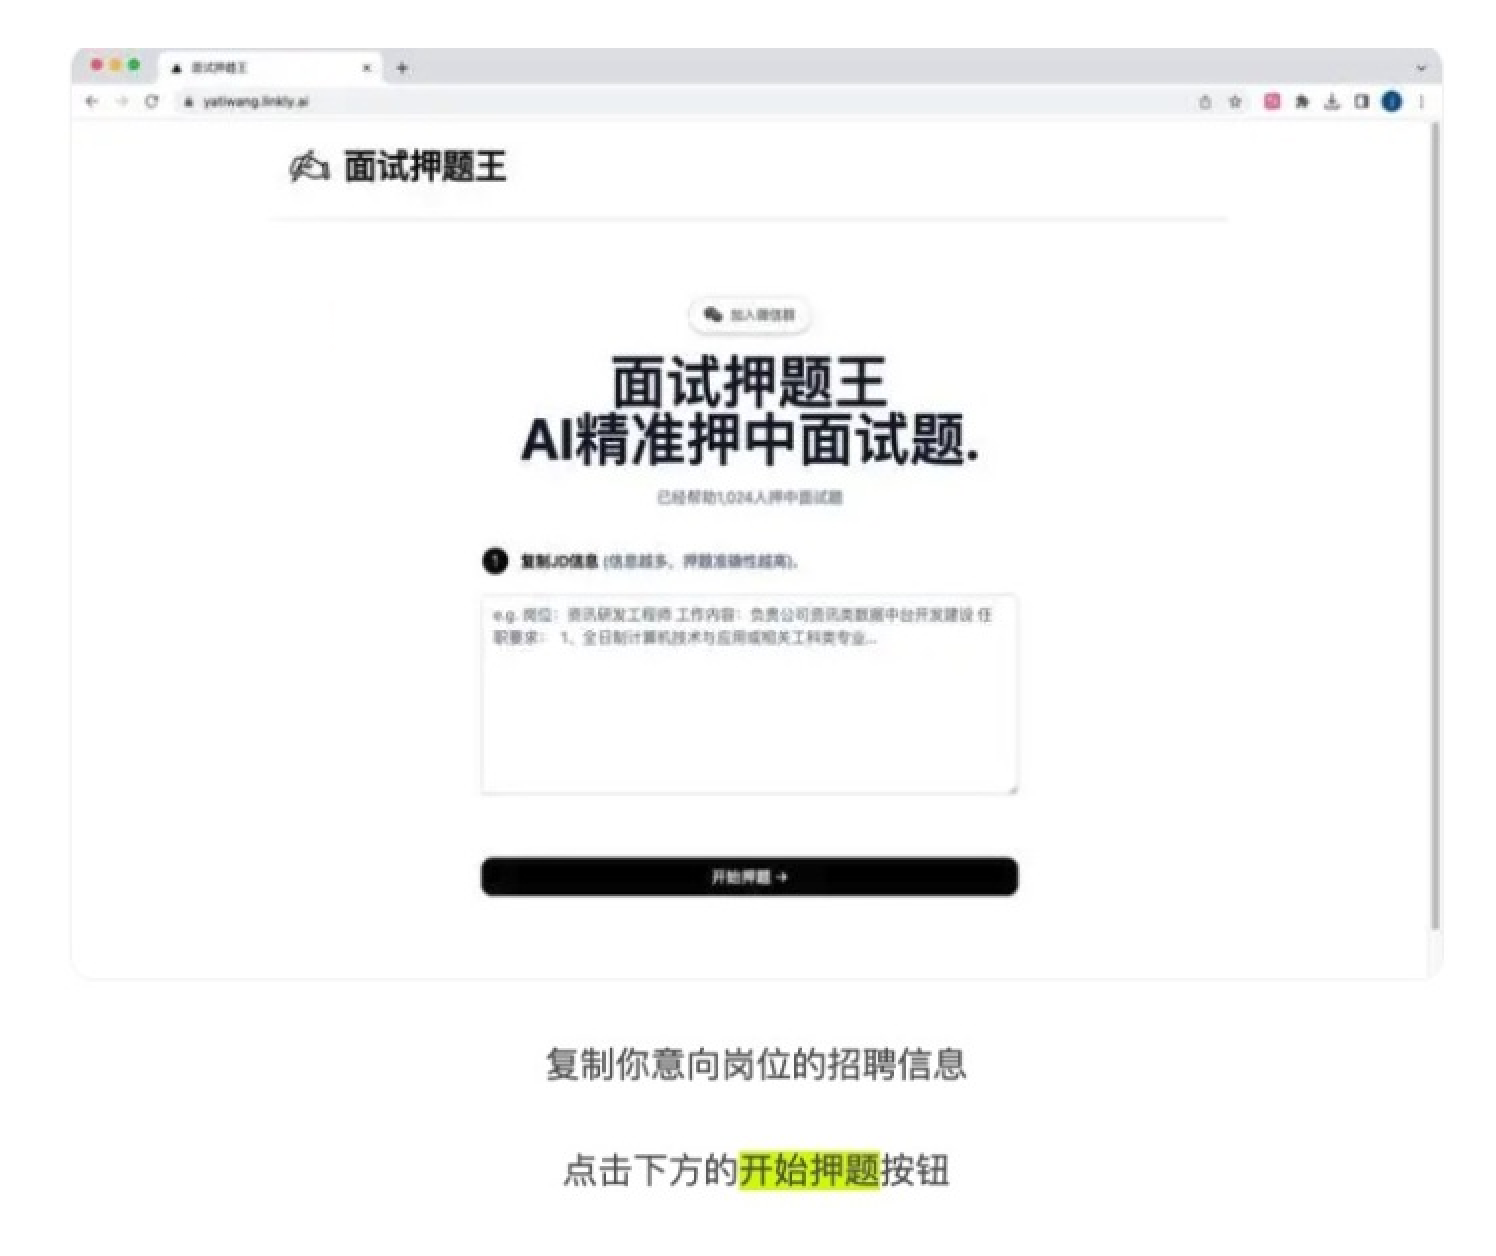 面试押题王
yatiwang.linkly.ai
面试押题王
加入微信群
面试押题王
AI精准押中面试题.
已经帮助1,024人押中面试题
1 复制JD信息 (信息越多，押题准确性越高)。
e.g. 岗位：资讯研发工程师 工作内容：负责公司资讯类数据中台开发建设 任
职要求： 1、全日制计算机技术与应用或相关工科类专业...
开始押题 →
复制你意向岗位的招聘信息
点击下方的开始押题按钮